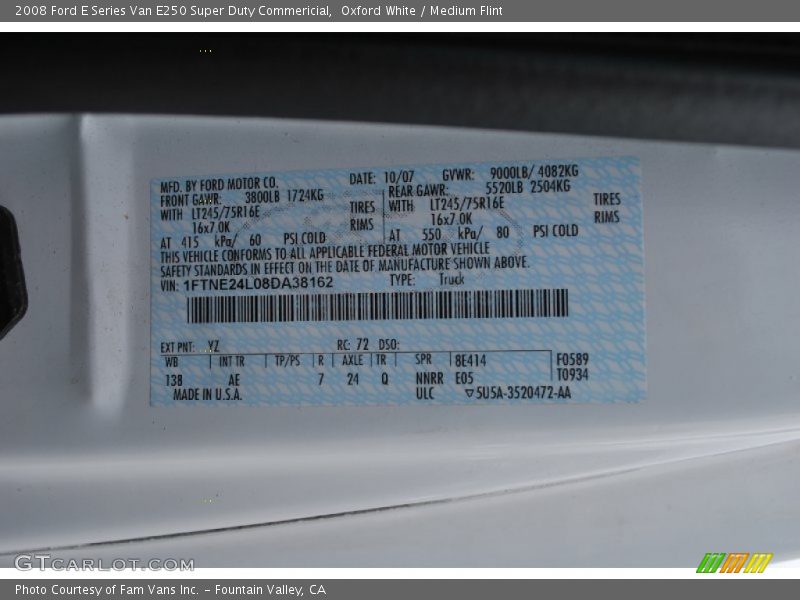 2008 Ford E Series Van E250 Super Duty Commericial,  Oxford White / Medium Flint
MFD. BY FORD MOTOR CO. DATE: 10/07 GVWR: 9000LB/ 4082KG
FRONT GAWR: 3800LB 1724KG REAR GAWR: 5520LB 2504KG
WITH LT245/75R16E TIRES WITH LT245/75R16E TIRES
16x7.0K RIMS 16x7.0K RIMS
AT 415 kPa/ 60 PSI COLD AT 550 kPa/ 80 PSI COLD
THIS VEHICLE CONFORMS TO ALL APPLICABLE FEDERAL MOTOR VEHICLE
SAFETY STANDARDS IN EFFECT ON THE DATE OF MANUFACTURE SHOWN ABOVE.
VIN: 1FTNE24L08DA38162 TYPE: Truck
EXT PNT: YZ RC: 72 DSO:
WB INT TR TP/PS R AXLE TR SPR 8E414 F0589
138 AE 7 24 Q NNRR E05 T0934
MADE IN U.S.A. ULC ▽5U5A-3520472-AA
GTCARLOT.COM
Photo Courtesy of Fam Vans Inc. - Fountain Valley, CA